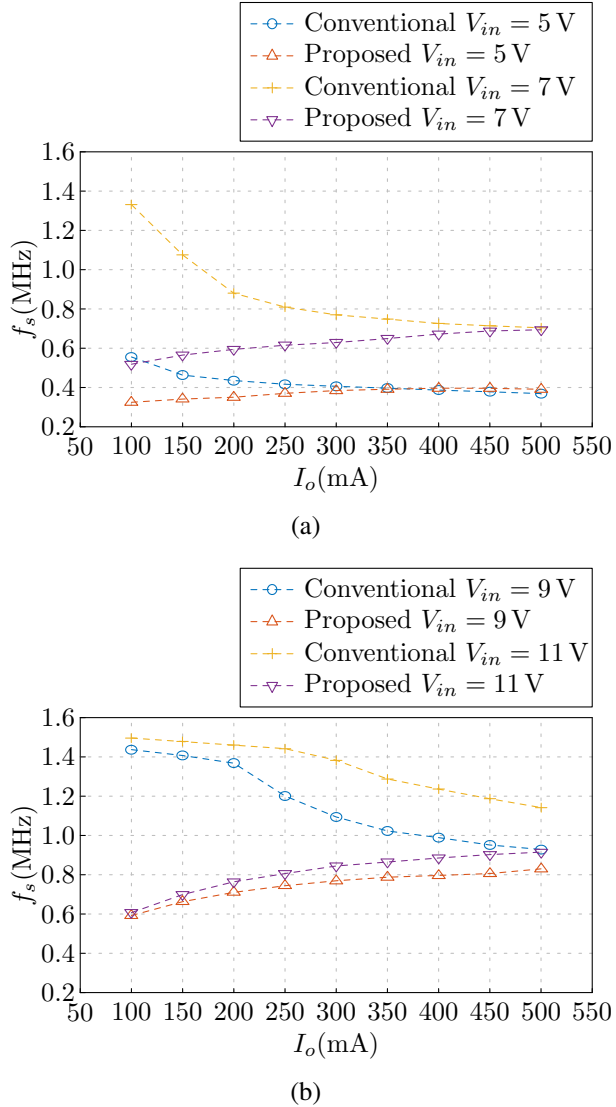 Conventional V_in = 5 V
Proposed V_in = 5 V
Conventional V_in = 7 V
Proposed V_in = 7 V
1.6
1.4
1.2
1.0
0.8
0.6
0.4
0.2
f_s(MHz)
50 100 150 200 250 300 350 400 450 500 550
I_o(mA)
(a)
Conventional V_in = 9 V
Proposed V_in = 9 V
Conventional V_in = 11 V
Proposed V_in = 11 V
1.6
1.4
1.2
1.0
0.8
0.6
0.4
0.2
f_s(MHz)
50 100 150 200 250 300 350 400 450 500 550
I_o(mA)
(b)